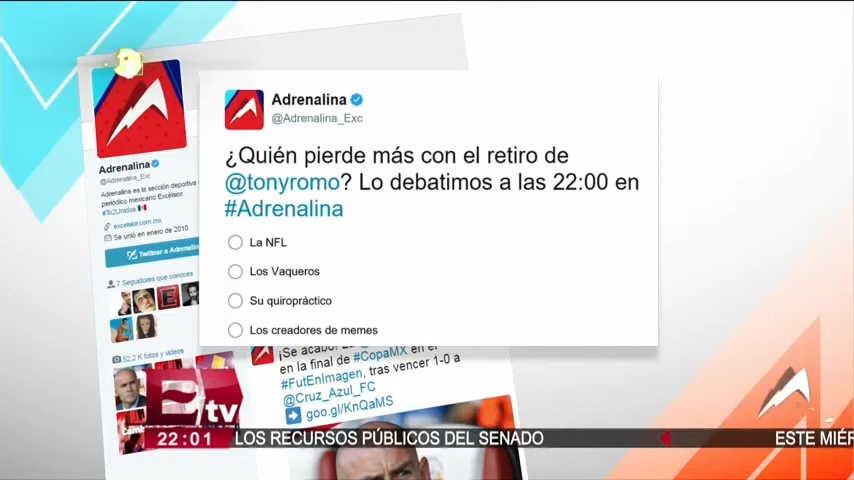 Adrenalina
@Adrenalina_Exc
¿Quién pierde más con el retiro de
@tonyromo? Lo debatimos a las 22:00 en
#Adrenalina
La NFL
Los Vaqueros
Su quiropráctico
Los creadores de memes
Adrenalina
@Adrenalina_Exc
Adrenalina es la sección deportiva
periódico mexicano Excélsior.
#To2Unidos
excelsior.com.mx
Se unió en enero de 2010
Twittear a Adrenalin
7 Seguidores que conoces
52,2 K fotos y videos
¡Se acabó!
en la final de #CopaMX en el
#FutEnImagen, tras vencer 1-0 a
@Cruz_Azul_FC
goo.gl/KnQaMS
E tv
22:01 LOS RECURSOS PÚBLICOS DEL SENADO ESTE MIÉR